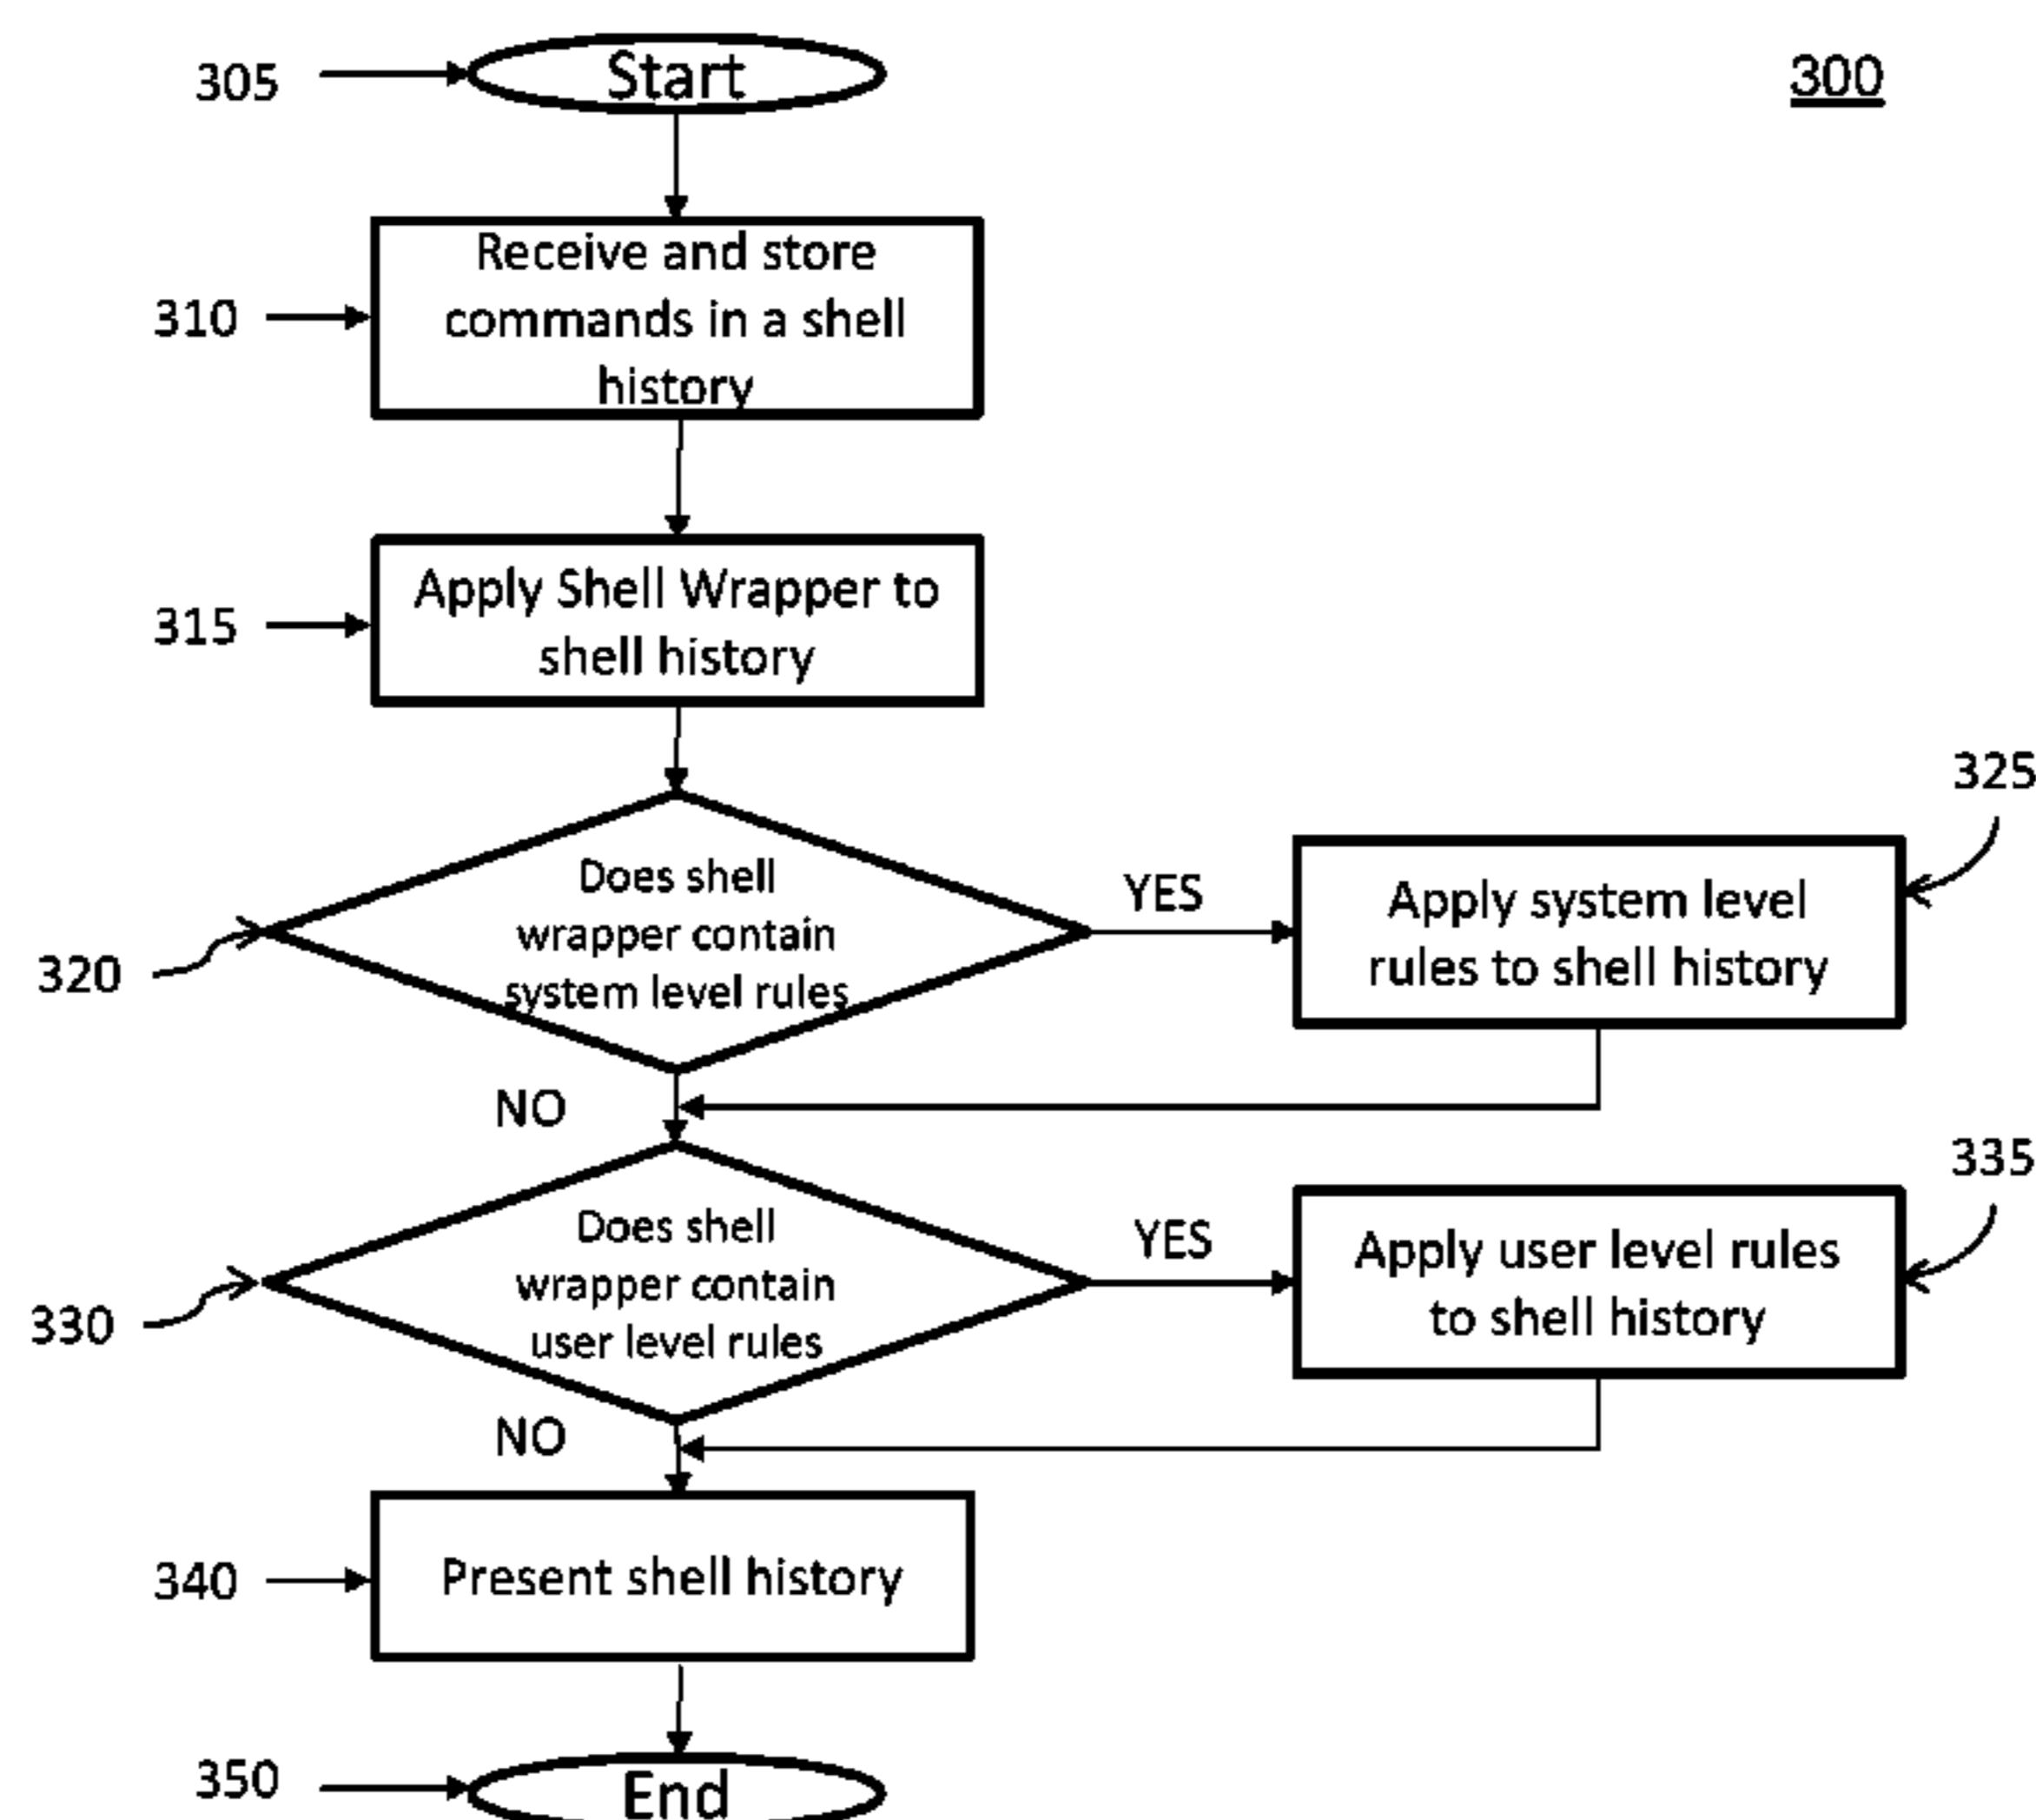 305
Start
300
310
Receive and store
commands in a shell
history
315
Apply Shell Wrapper to
shell history
320
Does shell
wrapper contain
system level rules
YES
325
Apply system level
rules to shell history
NO
330
Does shell
wrapper contain
user level rules
YES
335
Apply user level rules
to shell history
NO
340
Present shell history
350
End